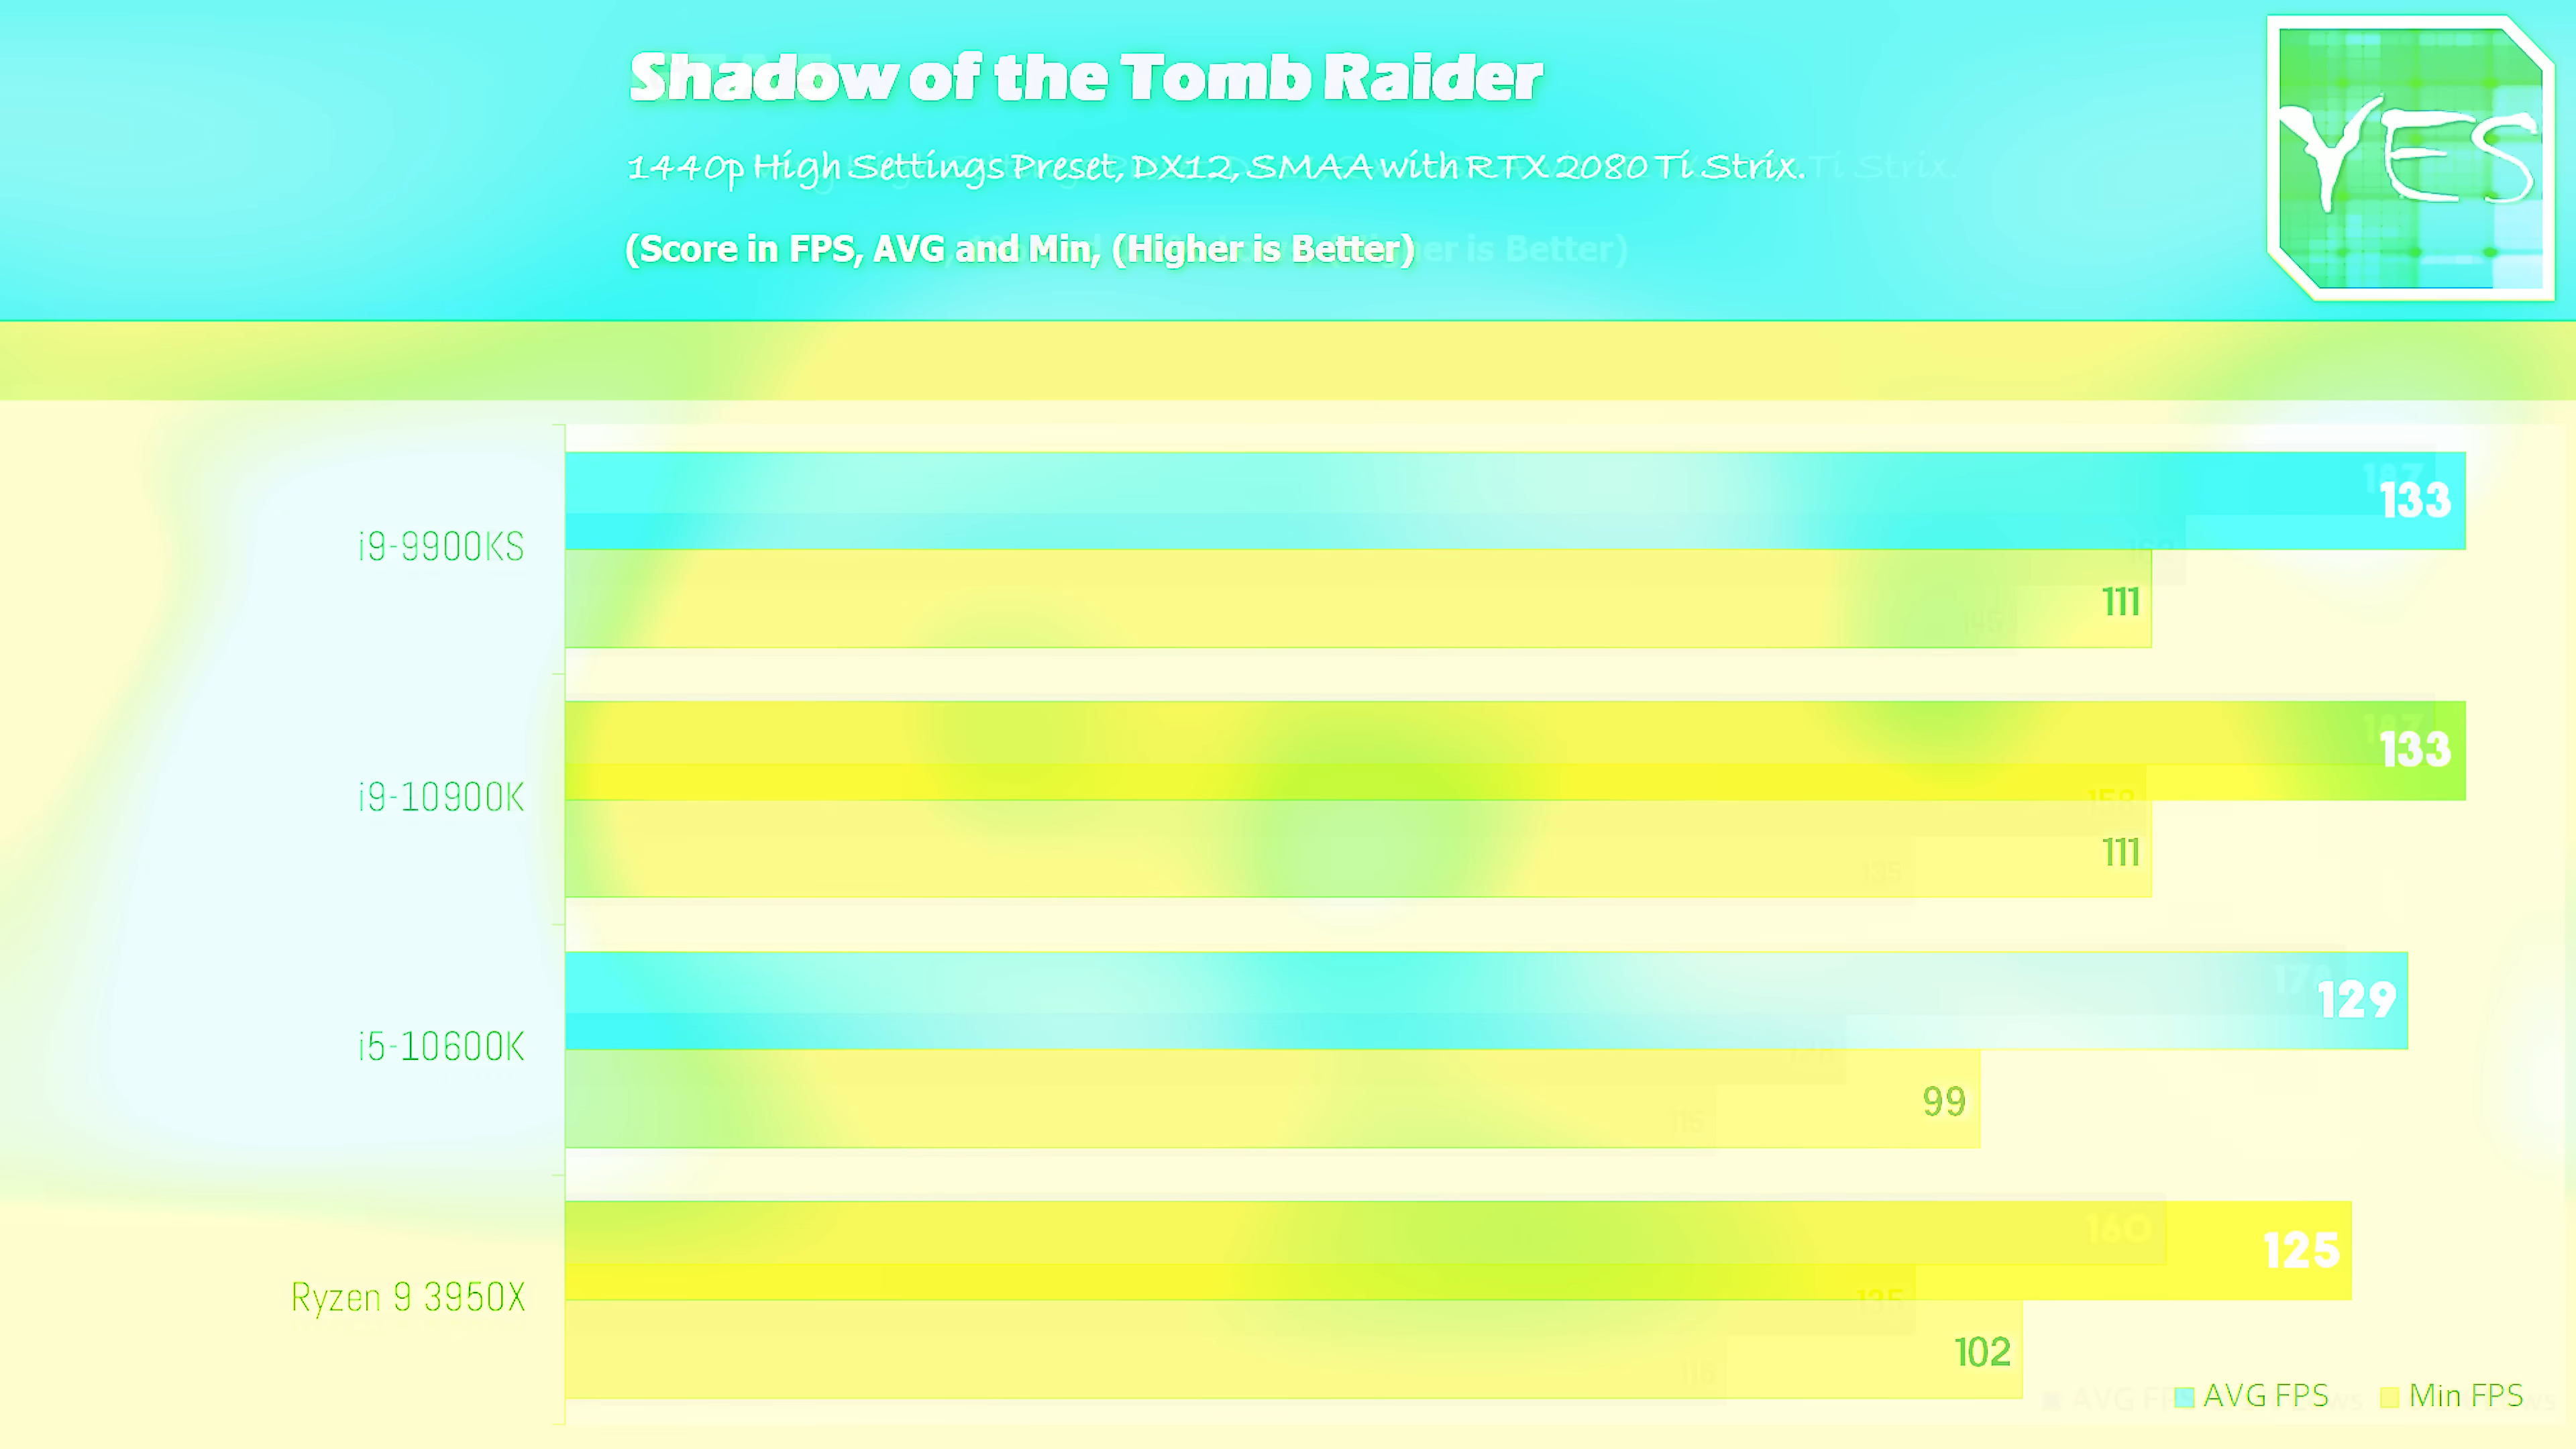 Shadow of the Tomb Raider
YES
1440p High Settings Preset, DX12, SMAA with RTX 2080 Ti Strix.
(Score in FPS, AVG and Min, (Higher is Better)
i9-9900KS
133
111
i9-10900K
133
111
i5-10600K
129
99
Ryzen 9 3950X
125
102
AVG FPS
Min FPS